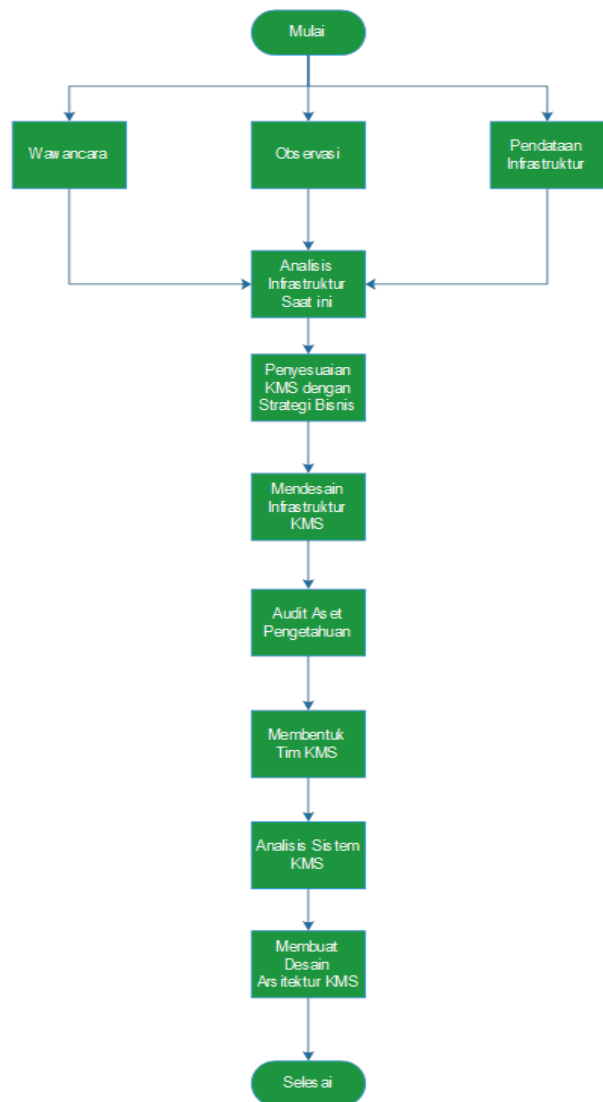 Mulai
Wawancara
Observasi
Pendataan
Infrastruktur
Analisis
Infrastruktur
Saat ini
Penyesuaian
KMS dengan
Strategi Bisnis
Mendesain
Infrastruktur
KMS
Audit Aset
Pengetahuan
Membentuk
Tim KMS
Analisis Sistem
KMS
Membuat
Desain
Arsitektur KMS
Selesai